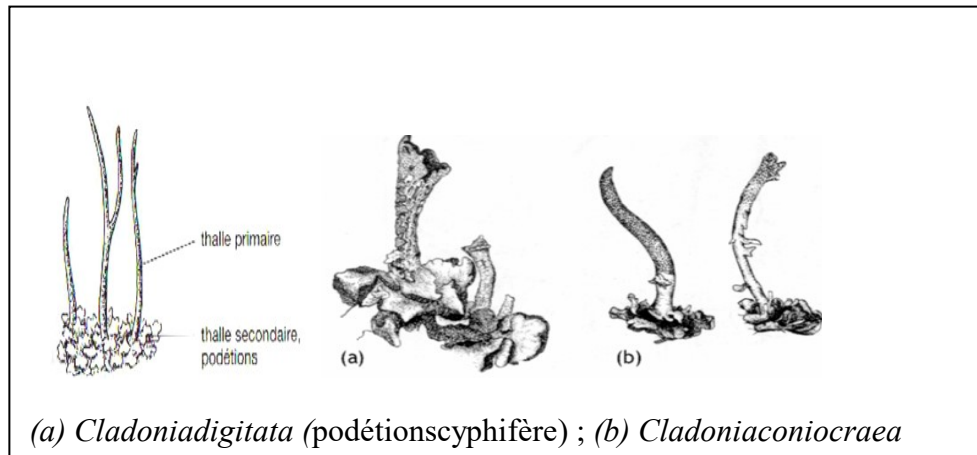 thalle primaire
thalle secondaire,
podétions
(a)
(b)
(a) Cladoniadigitata (podétionscyphifère) ; (b) Cladoniaconiocraea